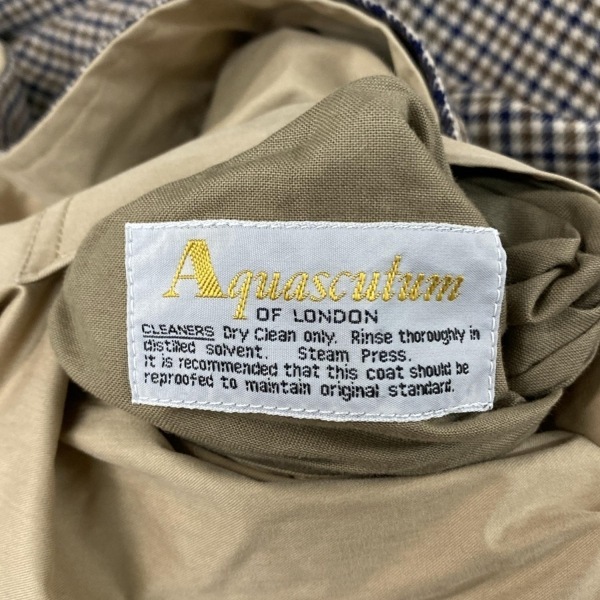 Aquascutum
OF LONDON
CLEANERS Dry Clean only. Rinse thoroughly in
distilled solvent. Steam Press.
It is recommended that this coat should be
reproofed to maintain original standard.